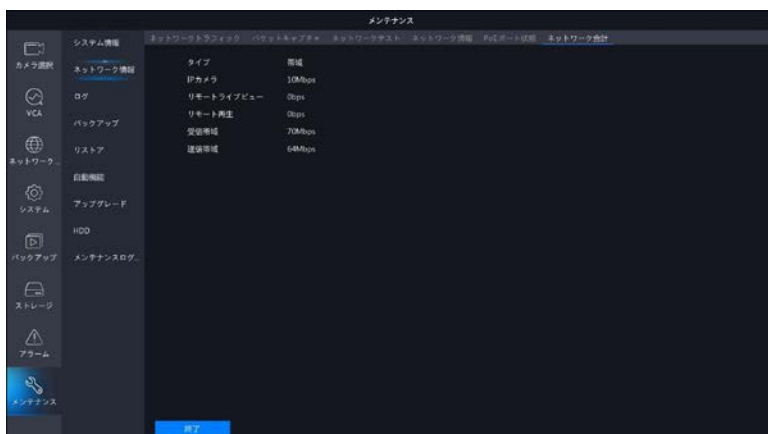 メンテナンス
ネットワークトラフィック パケットキャプチャ ネットワークテスト ネットワーク情報 PoEポート状態 ネットワーク合計
カメラ選択
VCA
ネットワーク...
システム
バックアップ
ストレージ
アラーム
メンテナンス
システム情報
ネットワーク情報
ログ
バックアップ
リストア
自動機能
アップグレード
HDD
メンテナンスログ...
タイプ 帯域
IPカメラ 10Mbps
リモートライブビュー 0bps
リモート再生 0bps
受信帯域 70Mbps
送信帯域 64Mbps
終了